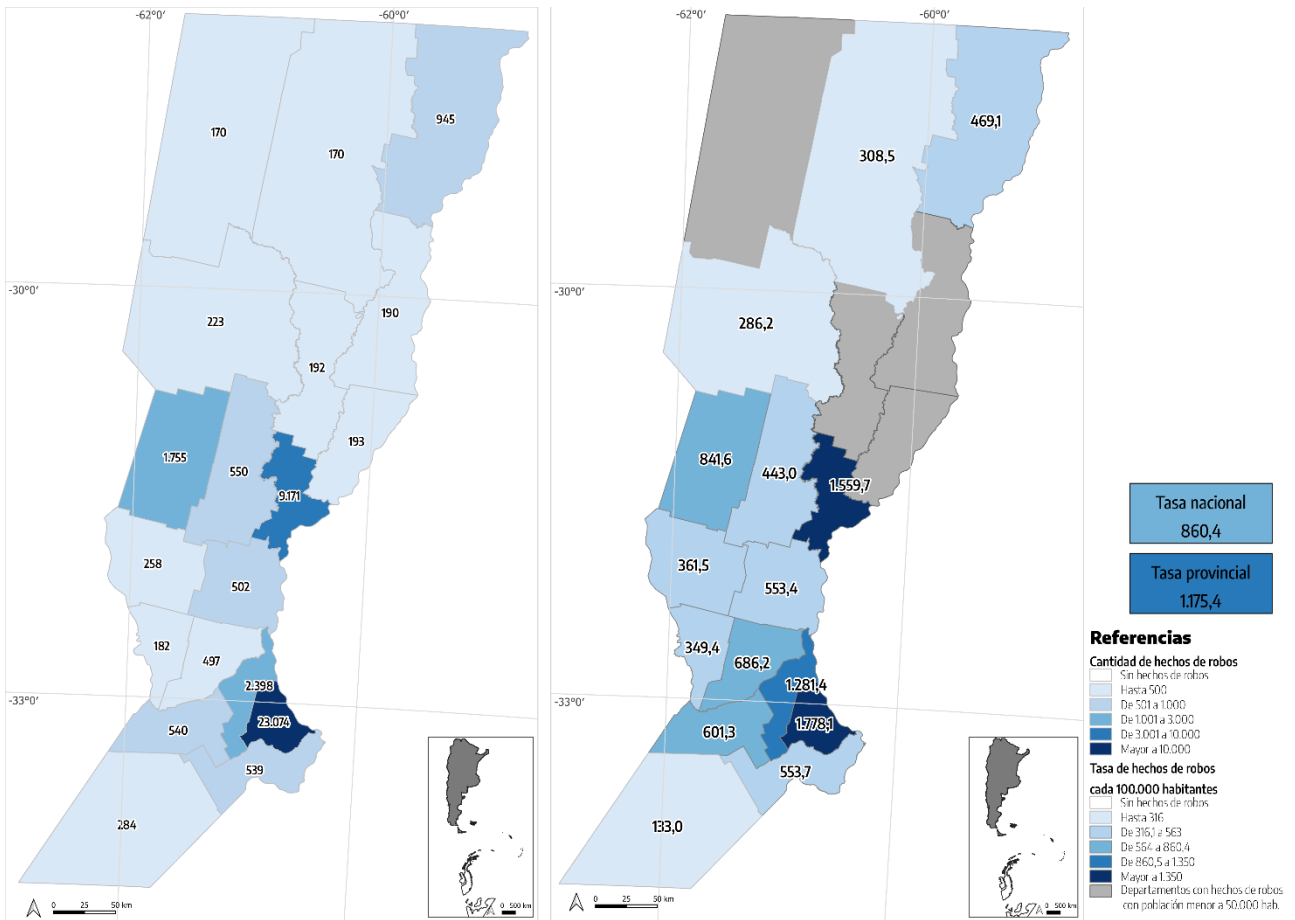 -62°0'
-60°0'
945
170
170
-30°0'
190
223
192
193
1.755
550
9.171
258
502
182
497
2.398
-33°0'
23.074
540
539
284
0 25 50 km
0 500 km
-62°0'
-60°0'
469,1
308,5
-30°0'
286,2
841,6
443,0
1.559,7
361,5
553,4
349,4
686,2
1.281,4
-33°0'
1.778,1
601,3
553,7
133,0
0 25 50 km
0 500 km
Tasa nacional
860,4
Tasa provincial
1.175,4
Referencias
Cantidad de hechos de robos
Sin hechos de robos
Hasta 500
De 501 a 1.000
De 1.001 a 3.000
De 3.001 a 10.000
Mayor a 10.000
Tasa de hechos de robos
cada 100.000 habitantes
Sin hechos de robos
Hasta 316
De 316,1 a 563
De 564 a 860,4
De 860,5 a 1.350
Mayor a 1.350
Departamentos con hechos de robos
con población menor a 50.000 hab.